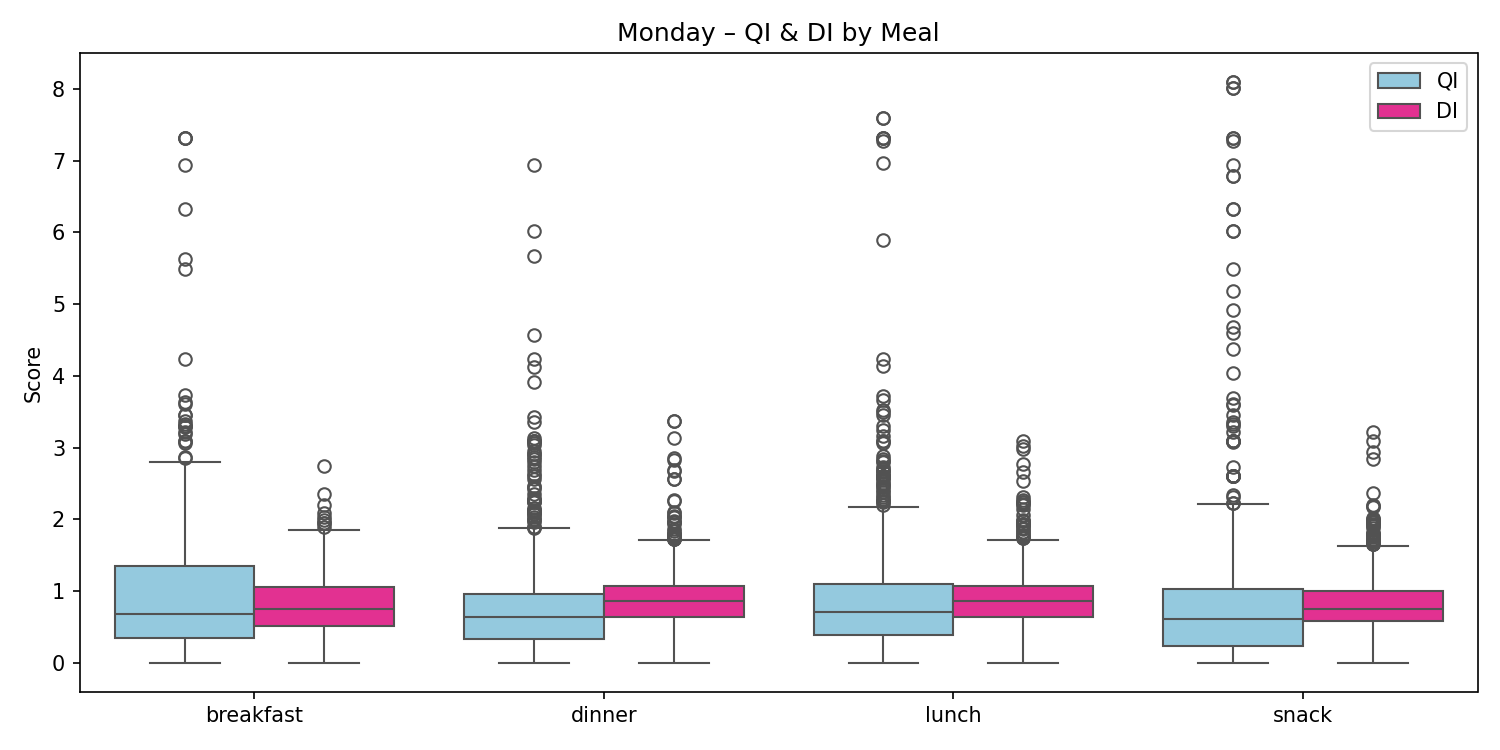 Monday – QI & DI by Meal
QI
DI
Score
8
7
6
5
4
3
2
1
0
breakfast
dinner
lunch
snack